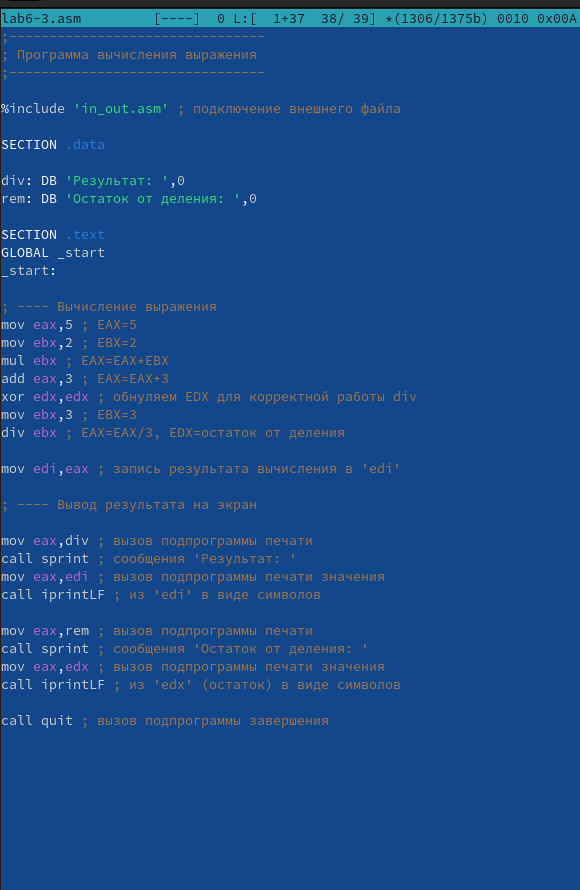 lab6-3.asm [----] 0 L:[ 1+37 38/ 39] *(1306/1375b) 0010 0x00A
;--------------------------------
; Программа вычисления выражения
;--------------------------------
%include 'in_out.asm' ; подключение внешнего файла
SECTION .data
div: DB 'Результат: ',0
rem: DB 'Остаток от деления: ',0
SECTION .text
GLOBAL _start
_start:
; ---- Вычисление выражения
mov eax,5 ; EAX=5
mov ebx,2 ; EBX=2
mul ebx ; EAX=EAX*EBX
add eax,3 ; EAX=EAX+3
xor edx,edx ; обнуляем EDX для корректной работы div
mov ebx,3 ; EBX=3
div ebx ; EAX=EAX/3, EDX=остаток от деления
mov edi,eax ; запись результата вычисления в 'edi'
; ---- Вывод результата на экран
mov eax,div ; вызов подпрограммы печати
call sprint ; сообщения 'Результат: '
mov eax,edi ; вызов подпрограммы печати значения
call iprintLF ; из 'edi' в виде символов
mov eax,rem ; вызов подпрограммы печати
call sprint ; сообщения 'Остаток от деления: '
mov eax,edx ; вызов подпрограммы печати значения
call iprintLF ; из 'edx' (остаток) в виде символов
call quit ; вызов подпрограммы завершения